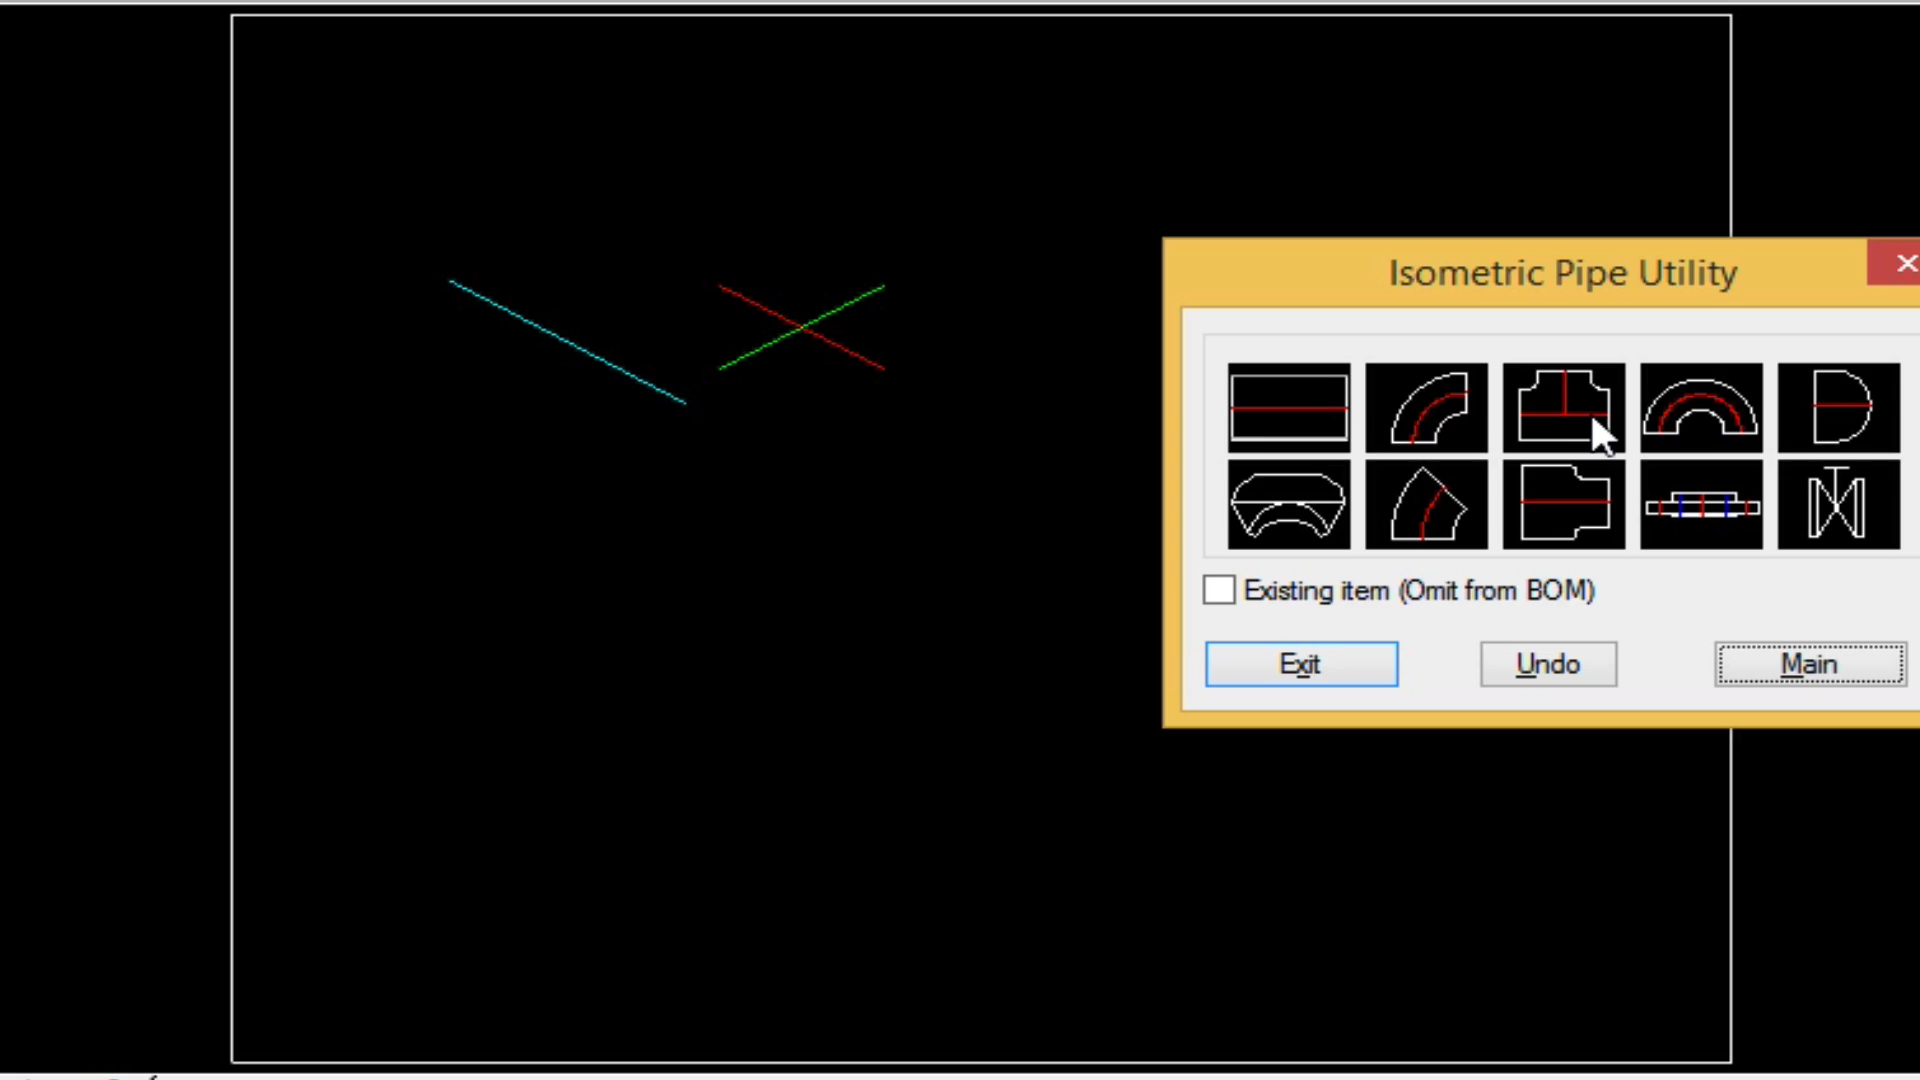 Isometric Pipe Utility
Existing item (Omit from BOM)
Exit
Undo
Main